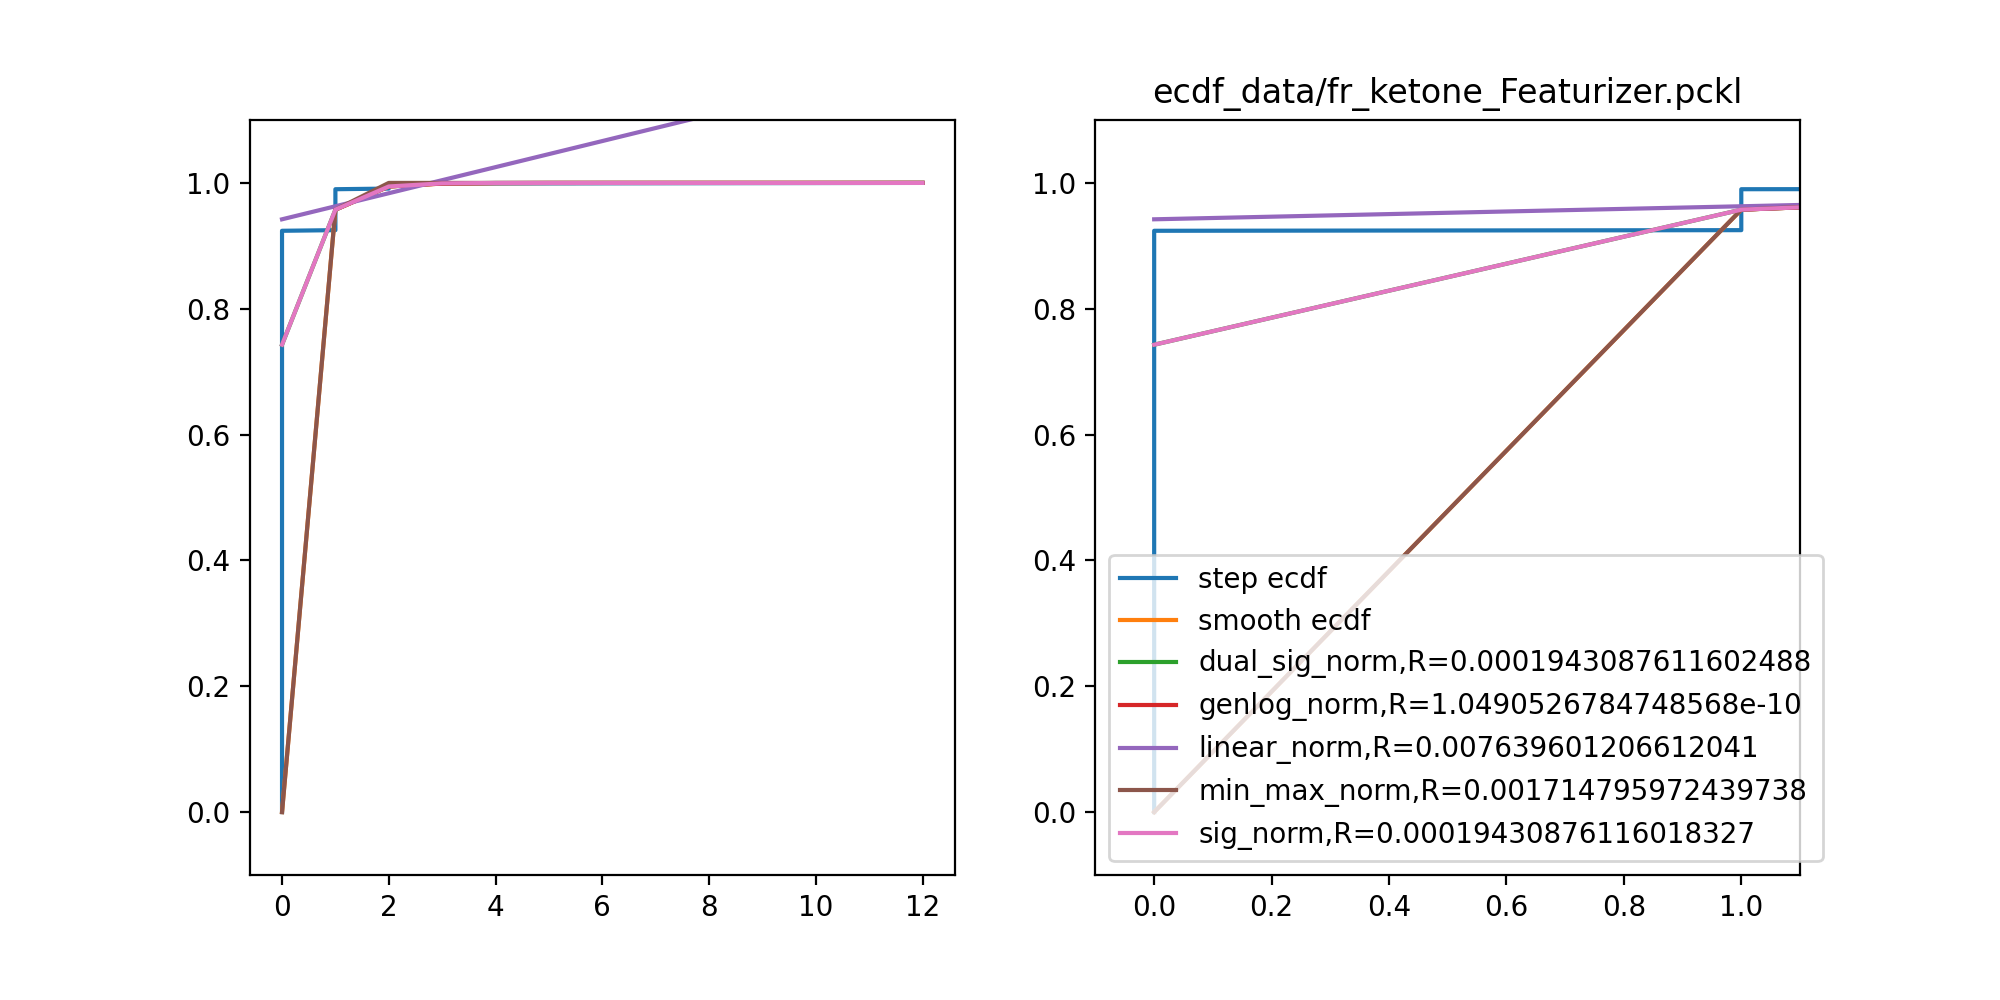 ecdf_data/fr_ketone_Featurizer.pckl
1.0
0.8
0.6
0.4
0.2
0.0
0 2 4 6 8 10 12
1.0
0.8
0.6
0.4
0.2
0.0
0.0 0.2 0.4 0.6 0.8 1.0
step ecdf
smooth ecdf
dual_sig_norm,R=0.0001943087611602488
genlog_norm,R=1.0490526784748568e-10
linear_norm,R=0.007639601206612041
min_max_norm,R=0.001714795972439738
sig_norm,R=0.00019430876116018327